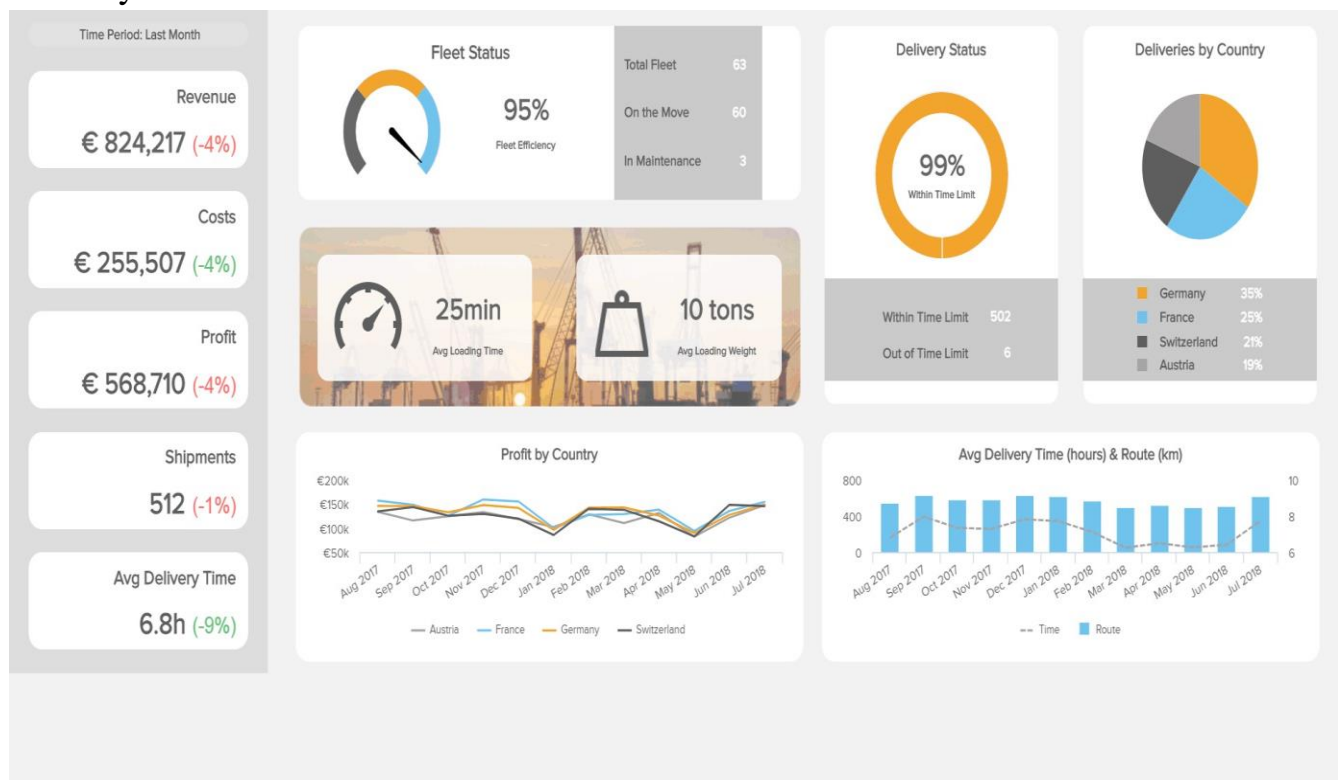 Time Period: Last Month
Revenue
€ 824,217 (-4%)
Costs
€ 255,507 (-4%)
Profit
€ 568,710 (-4%)
Shipments
512 (-1%)
Avg Delivery Time
6.8h (-9%)
Fleet Status
95%
Fleet Efficiency
Total Fleet 63
On the Move 60
In Maintenance 3
25min
Avg Loading Time
10 tons
Avg Loading Weight
Delivery Status
99%
Within Time Limit
Within Time Limit 502
Out of Time Limit 6
Deliveries by Country
Germany 35%
France 25%
Switzerland 21%
Austria 19%
Profit by Country
€200k
€150k
€100k
€50k
Aug 2017 Sep 2017 Oct 2017 Nov 2017 Dec 2017 Jan 2018 Feb 2018 Mar 2018 Apr 2018 May 2018 Jun 2018 Jul 2018
Austria France Germany Switzerland
Avg Delivery Time (hours) & Route (km)
800 10
400 8
0 6
Aug 2017 Sep 2017 Oct 2017 Nov 2017 Dec 2017 Jan 2018 Feb 2018 Mar 2018 Apr 2018 May 2018 Jun 2018 Jul 2018
Time Route